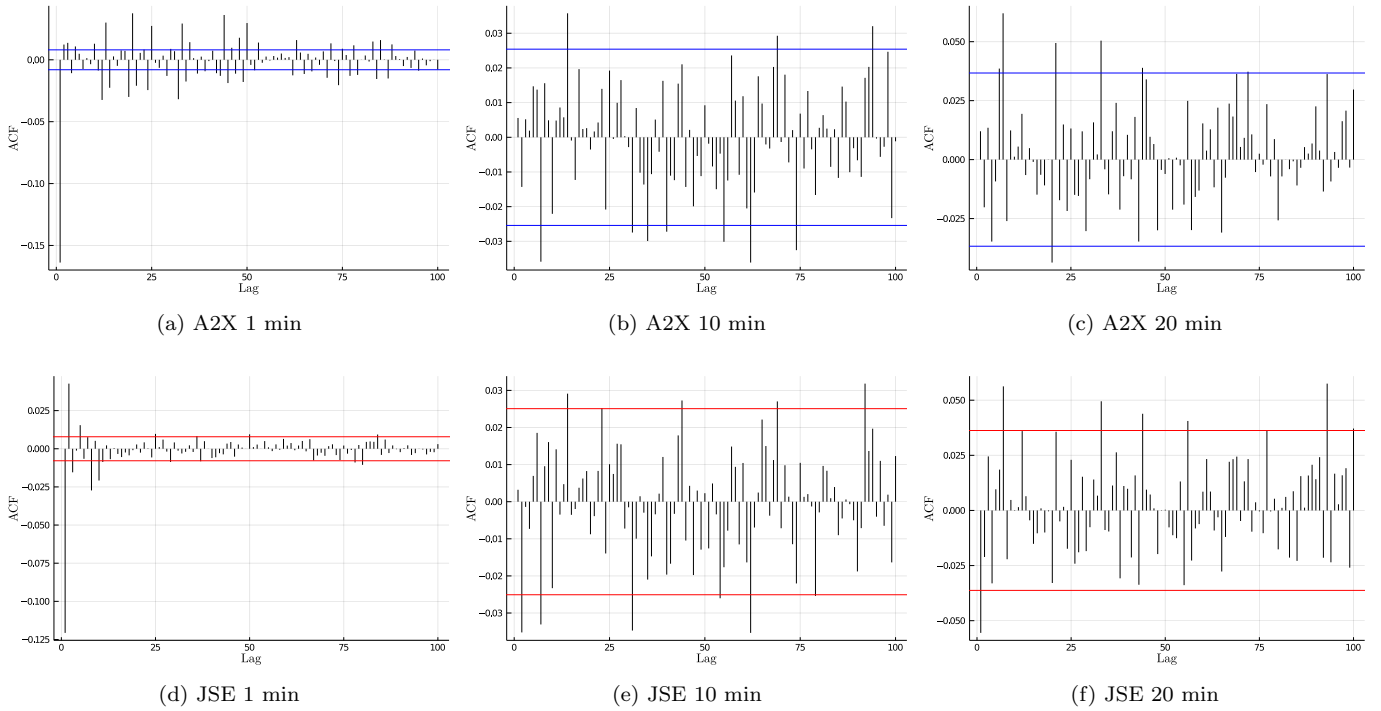 ACF
0.00
−0.05
−0.10
−0.15
0 25 50 75 100
Lag
(a) A2X 1 min
ACF
0.03
0.02
0.01
0.00
−0.01
−0.02
−0.03
0 25 50 75 100
Lag
(b) A2X 10 min
ACF
0.050
0.025
0.000
−0.025
0 25 50 75 100
Lag
(c) A2X 20 min
ACF
0.025
0.000
−0.025
−0.050
−0.075
−0.100
−0.125
0 25 50 75 100
Lag
(d) JSE 1 min
ACF
0.03
0.02
0.01
0.00
−0.01
−0.02
−0.03
0 25 50 75 100
Lag
(e) JSE 10 min
ACF
0.050
0.025
0.000
−0.025
−0.050
0 25 50 75 100
Lag
(f) JSE 20 min